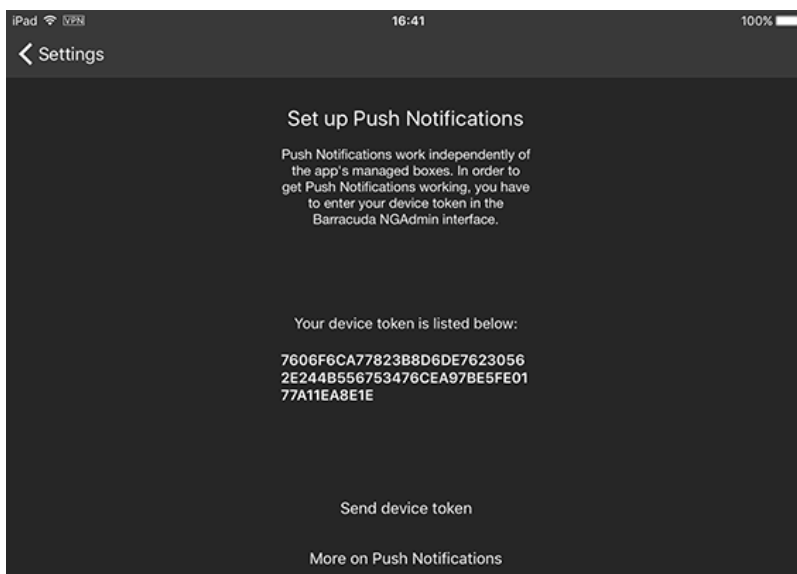 iPad VPN 16:41 100%
Settings
Set up Push Notifications
Push Notifications work independently of
the app's managed boxes. In order to
get Push Notifications working, you have
to enter your device token in the
Barracuda NGAdmin interface.
Your device token is listed below:
7606F6CA77823B8D6DE7623056
2E244B556753476CEA97BE5FE01
77A11EA8E1E
Send device token
More on Push Notifications